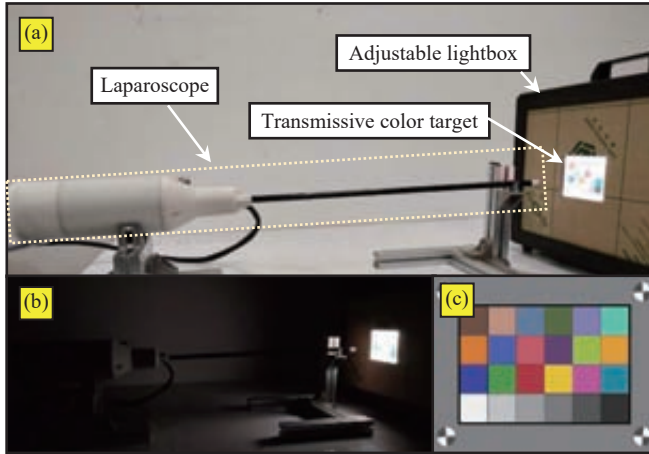 (a)
Adjustable lightbox
Laparoscope
Transmissive color target
(b)
(c)